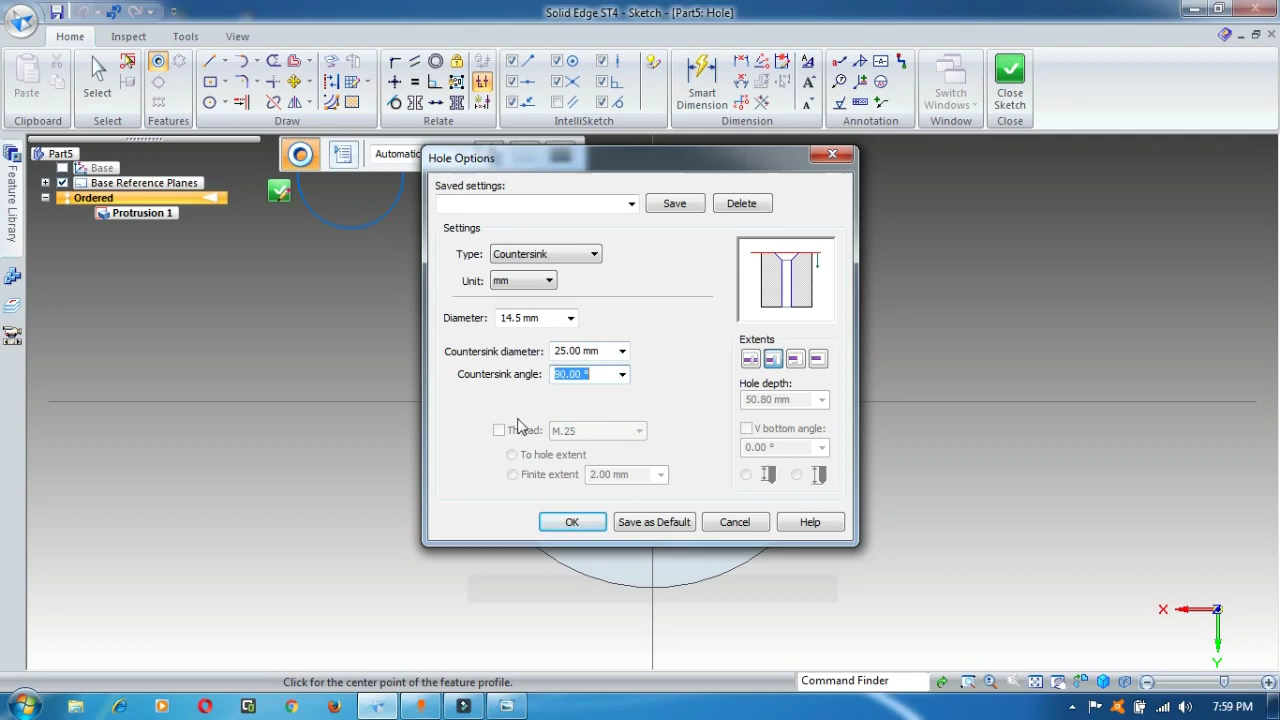 Solid Edge ST4 - Sketch - [Part5: Hole]
Home Inspect Tools View
Paste
Select
Smart Dimension
Switch Windows
Close Sketch
Clipboard Select Features Draw Relate IntelliSketch Dimension Annotation Window Close
Feature Library
Part5
Base
Base Reference Planes
Ordered
Protrusion 1
Automatic
Hole Options
Saved settings:
Save Delete
Settings
Type: Countersink
Unit: mm
Diameter: 14.5 mm
Countersink diameter: 25.00 mm
Countersink angle: 90.00 °
Thread: M.25
To hole extent
Finite extent 2.00 mm
Extents
Hole depth:
50.80 mm
V bottom angle:
0.00 °
OK Save as Default Cancel Help
X
Z
Y
Click for the center point of the feature profile.
Command Finder
7:59 PM